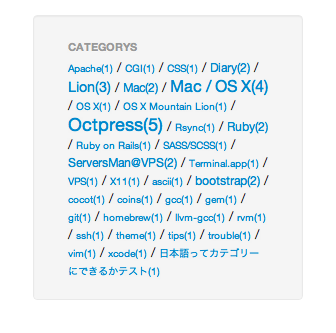 CATEGORYS
Apache(1) / CGI(1) / CSS(1) / Diary(2) /
Lion(3) / Mac(2) / Mac / OS X(4)
/ OS X(1) / OS X Mountain Lion(1) /
Octpress(5) / Rsync(1) / Ruby(2)
/ Ruby on Rails(1) / SASS/SCSS(1) /
ServersMan@VPS(2) / Terminal.app(1) /
VPS(1) / X11(1) / ascii(1) / bootstrap(2) /
cocot(1) / coins(1) / gcc(1) / gem(1) /
git(1) / homebrew(1) / llvm-gcc(1) / rvm(1)
/ ssh(1) / theme(1) / tips(1) / trouble(1) /
vim(1) / xcode(1) / 日本語ってカテゴリー
にできるかテスト(1)